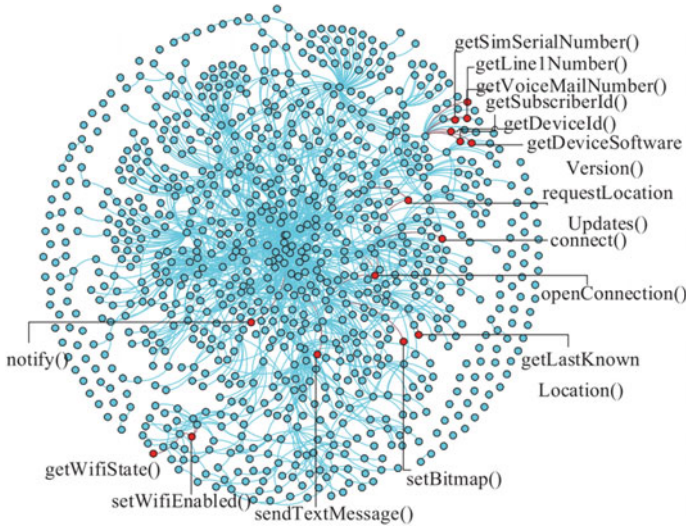 getSimSerialNumber()
getLine1Number()
getVoiceMailNumber()
getSubscriberId()
getDeviceId()
getDeviceSoftware
Version()
requestLocation
Updates()
connect()
openConnection()
notify()
getLastKnown
Location()
getWifiState()
setBitmap()
setWifiEnabled()
sendTextMessage()